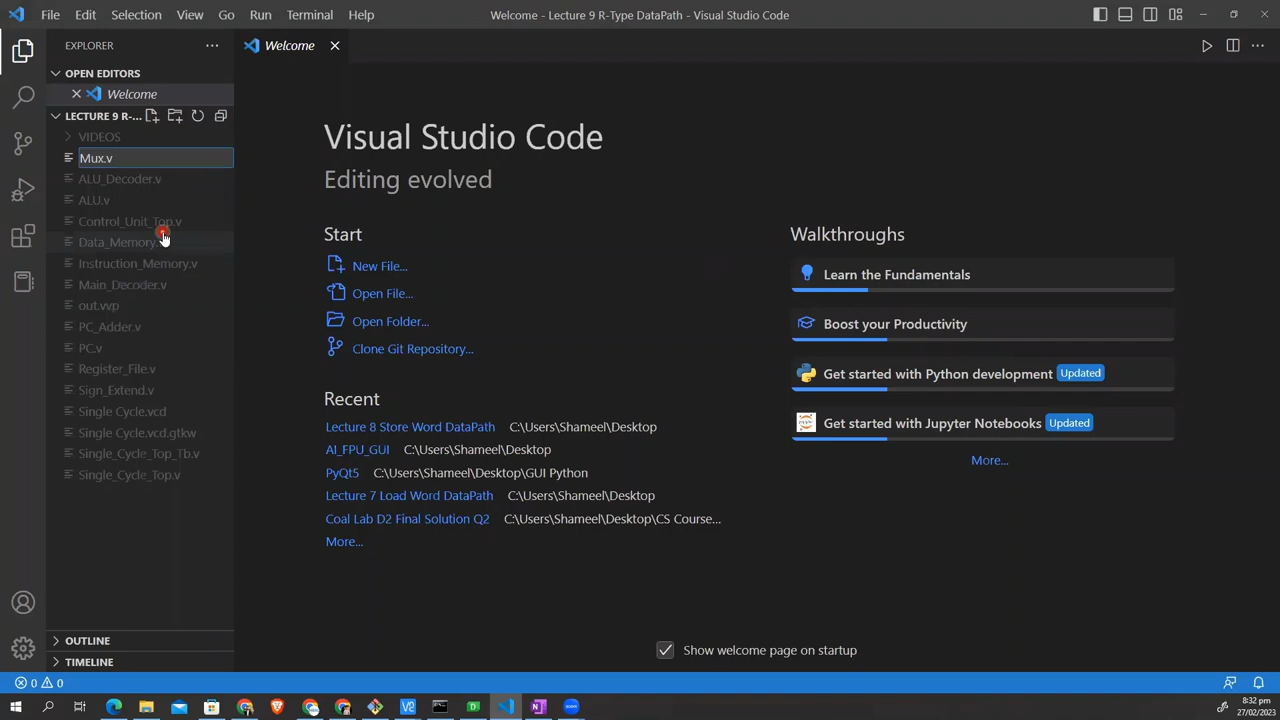 File Edit Selection View Go Run Terminal Help
Welcome - Lecture 9 R-Type DataPath - Visual Studio Code
EXPLORER
Welcome
OPEN EDITORS
Welcome
LECTURE 9 R-...
VIDEOS
Mux.v
ALU_Decoder.v
ALU.v
Control_Unit_Top.v
Data_Memory.
Instruction_Memory.v
Main_Decoder.v
out.vvp
PC_Adder.v
PC.v
Register_File.v
Sign_Extend.v
Single Cycle.vcd
Single Cycle.vcd.gtkw
Single_Cycle_Top_Tb.v
Single_Cycle_Top.v
OUTLINE
TIMELINE
Visual Studio Code
Editing evolved
Start
New File...
Open File...
Open Folder...
Clone Git Repository...
Recent
Lecture 8 Store Word DataPath C:\Users\Shameel\Desktop
AI_FPU_GUI C:\Users\Shameel\Desktop
PyQt5 C:\Users\Shameel\Desktop\GUI Python
Lecture 7 Load Word DataPath C:\Users\Shameel\Desktop
Coal Lab D2 Final Solution Q2 C:\Users\Shameel\Desktop\CS Course...
More...
Walkthroughs
Learn the Fundamentals
Boost your Productivity
Get started with Python development Updated
Get started with Jupyter Notebooks Updated
More...
Show welcome page on startup
0 0
8:32 pm
27/02/2023